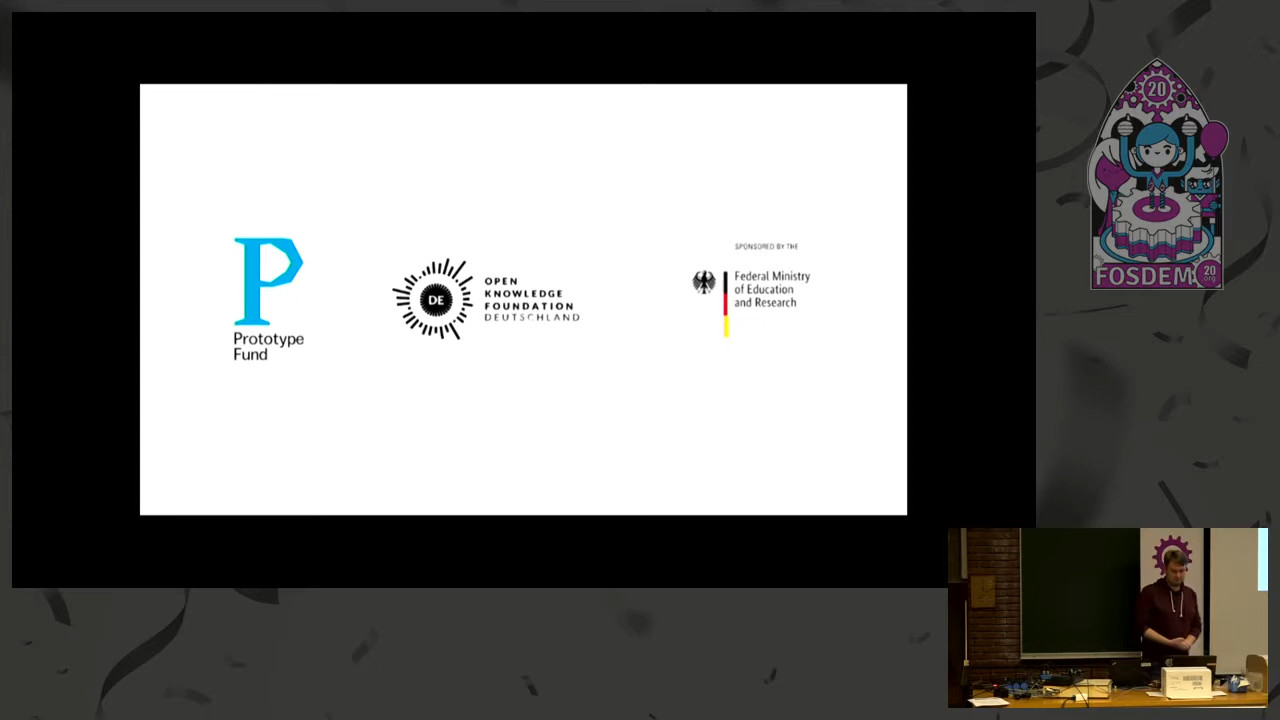 Prototype
Fund
DE
OPEN
KNOWLEDGE
FOUNDATION
DEUTSCHLAND
SPONSORED BY THE
Federal Ministry
of Education
and Research
20
FOSDEM
20
.org